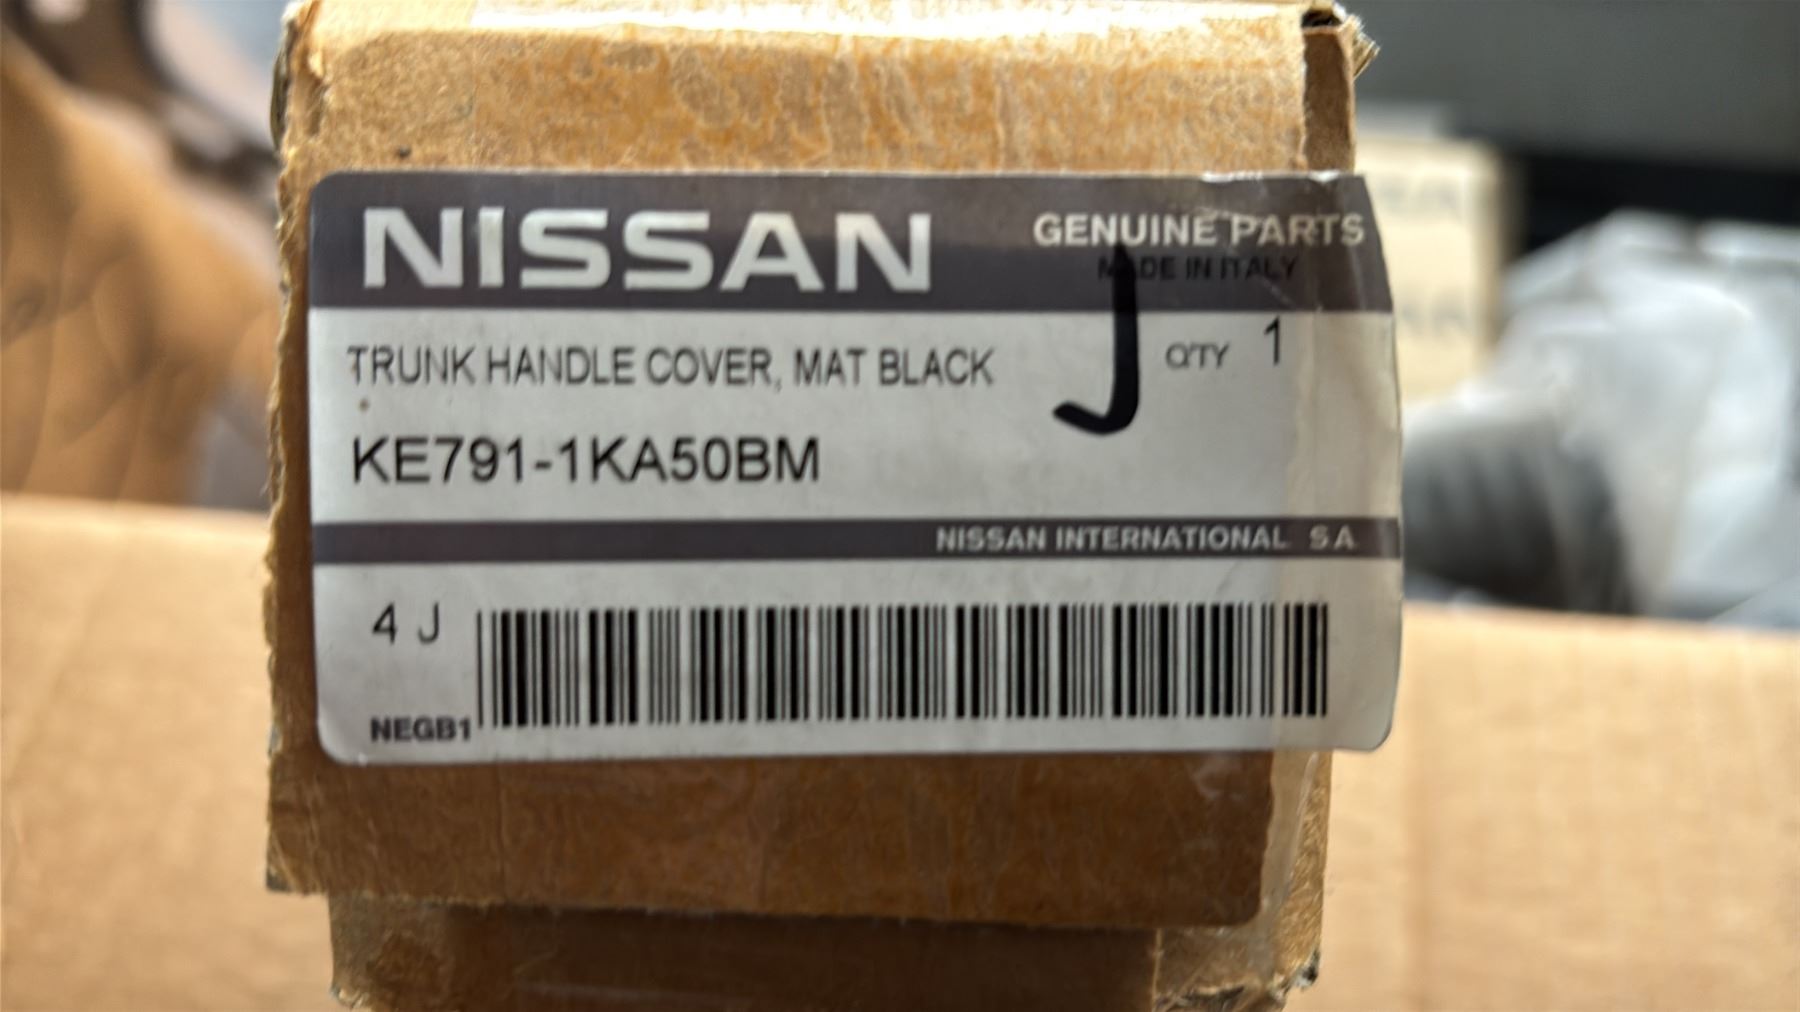 NISSAN
GENUINE PARTS
MADE IN ITALY
TRUNK HANDLE COVER, MAT BLACK
J
Q'TY 1
KE791-1KA50BM
NISSAN INTERNATIONAL S.A.
4 J
NEGB1